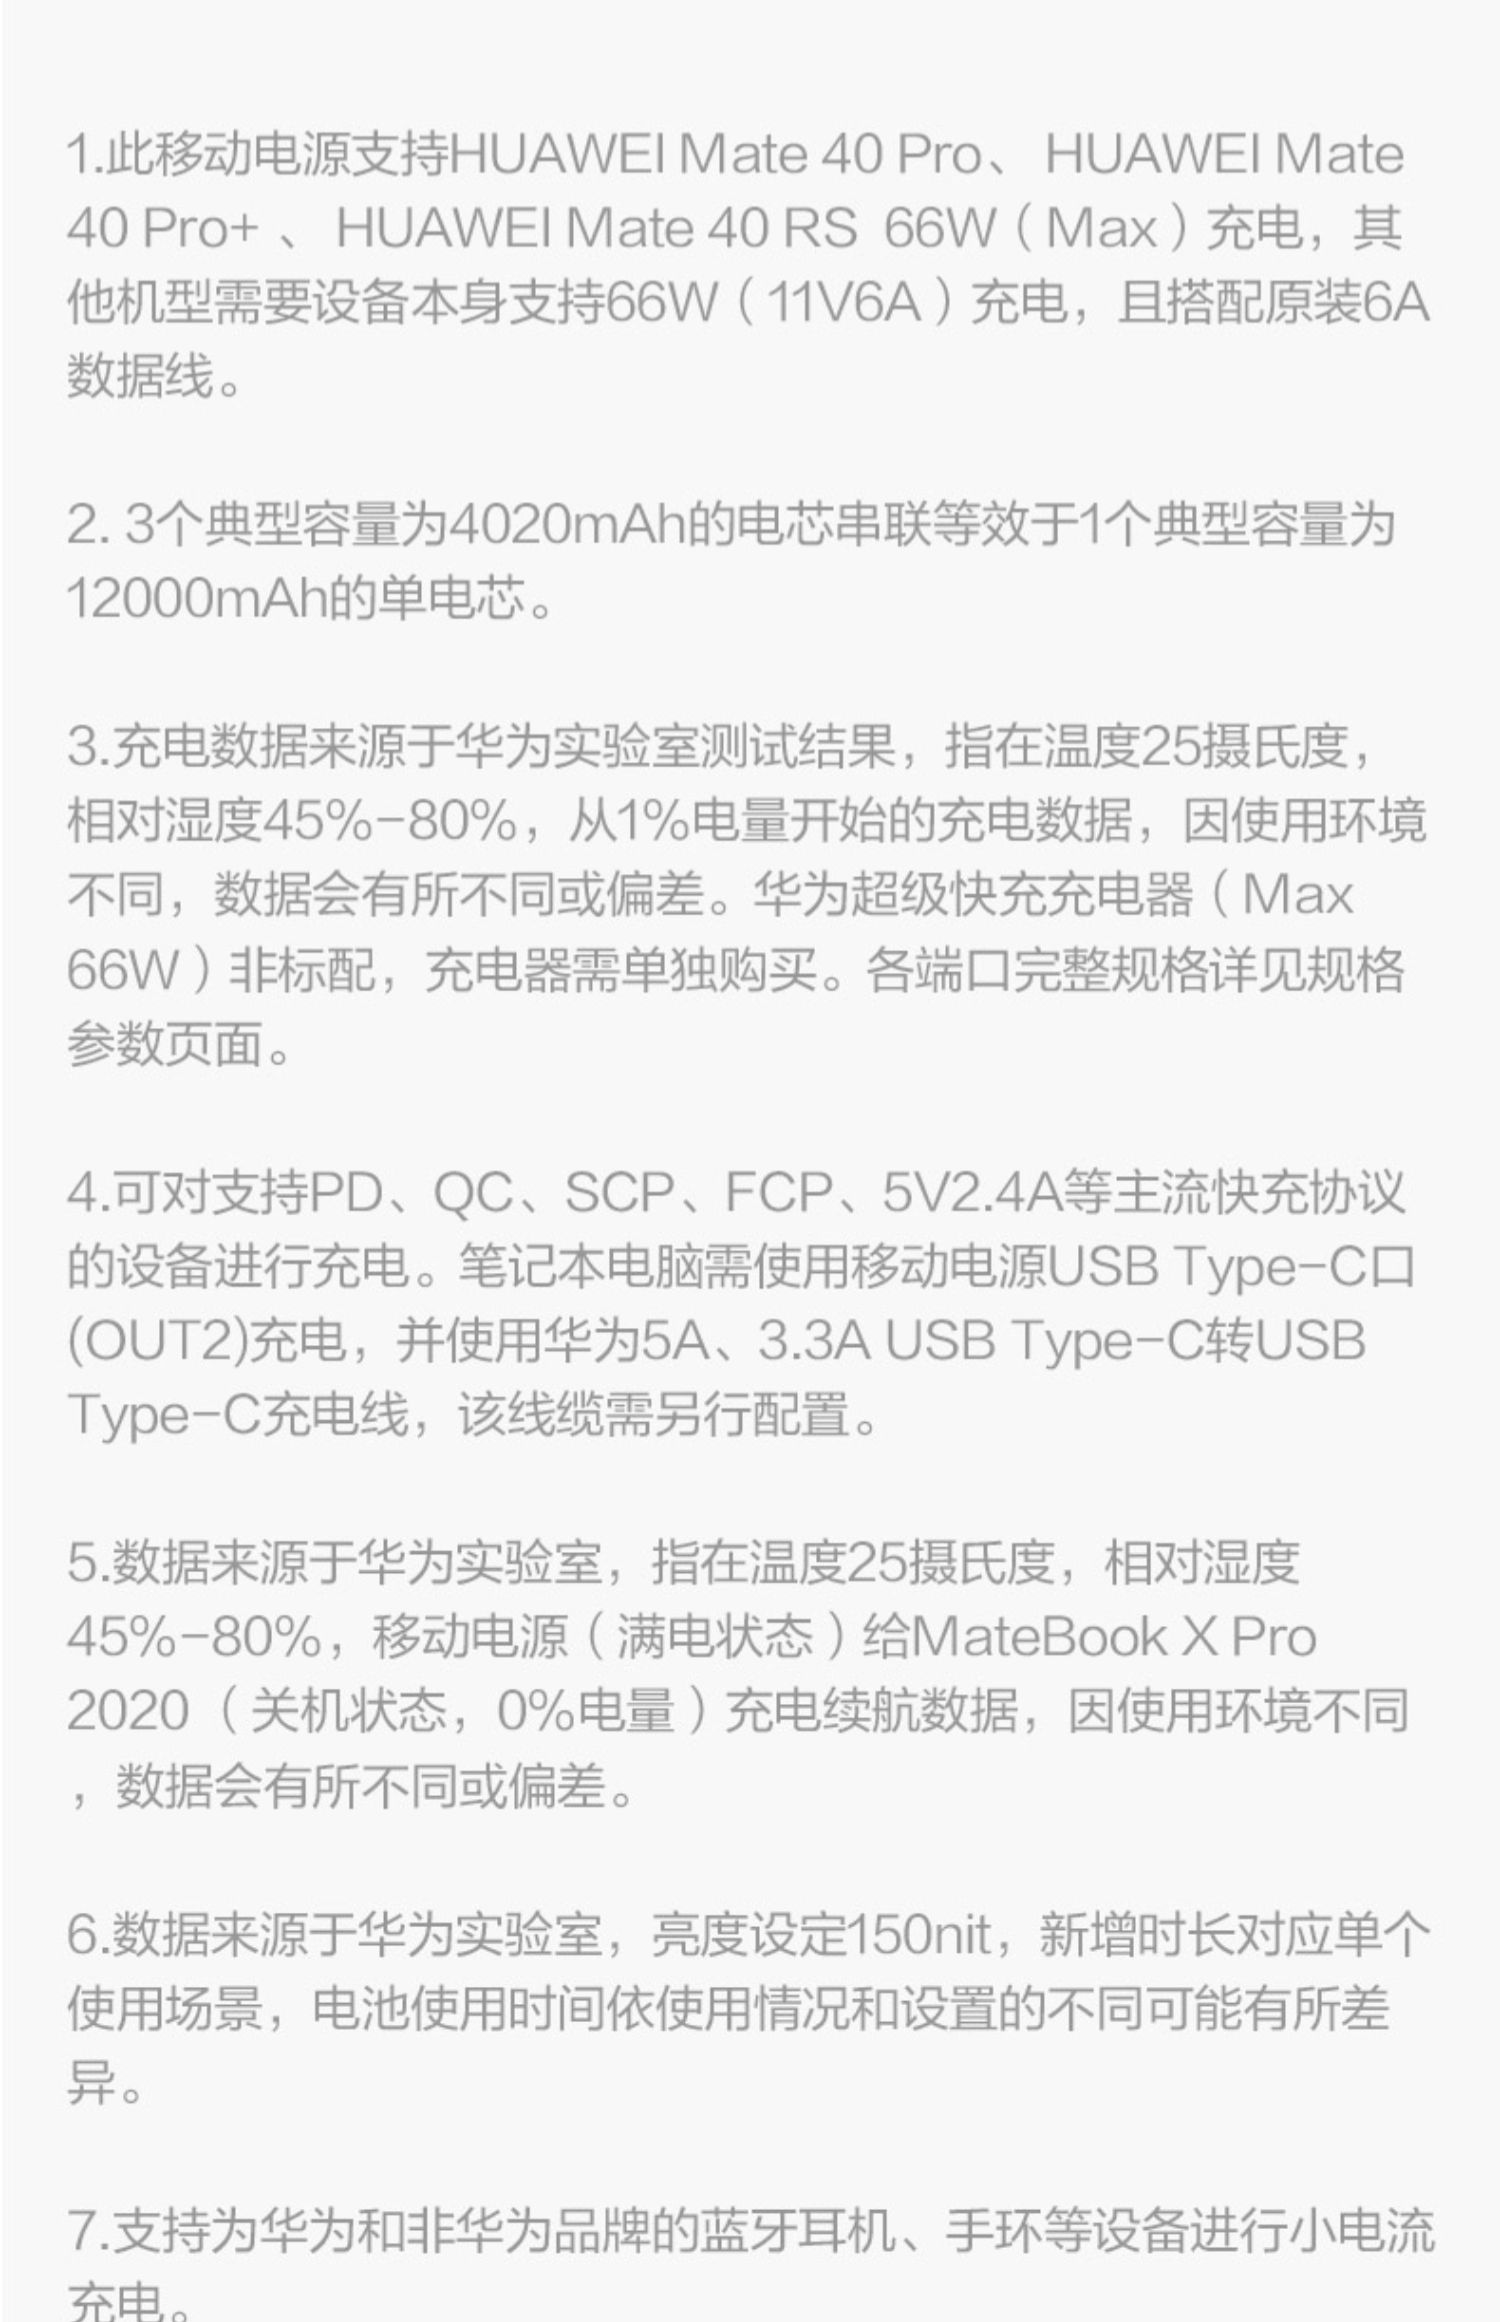 1.此移动电源支持HUAWEI Mate 40 Pro、 HUAWEI Mate
40 Pro+ 、 HUAWEI Mate 40 RS 66W（Max）充电，其
他机型需要设备本身支持66W（11V6A）充电，且搭配原装6A
数据线。
2. 3个典型容量为4020mAh的电芯串联等效于1个典型容量为
12000mAh的单电芯。
3.充电数据来源于华为实验室测试结果，指在温度25摄氏度，
相对湿度45%-80%，从1%电量开始的充电数据，因使用环境
不同，数据会有所不同或偏差。华为超级快充充电器（Max
66W）非标配，充电器需单独购买。各端口完整规格详见规格
参数页面。
4.可对支持PD、QC、SCP、FCP、5V2.4A等主流快充协议
的设备进行充电。笔记本电脑需使用移动电源USB Type-C口
(OUT2)充电，并使用华为5A、3.3A USB Type-C转USB
Type-C充电线，该线缆需另行配置。
5.数据来源于华为实验室，指在温度25摄氏度，相对湿度
45%-80%，移动电源（满电状态）给MateBook X Pro
2020（关机状态，0%电量）充电续航数据，因使用环境不同
，数据会有所不同或偏差。
6.数据来源于华为实验室，亮度设定150nit，新增时长对应单个
使用场景，电池使用时间依使用情况和设置的不同可能有所差
异。
7.支持为华为和非华为品牌的蓝牙耳机、手环等设备进行小电流
充电。